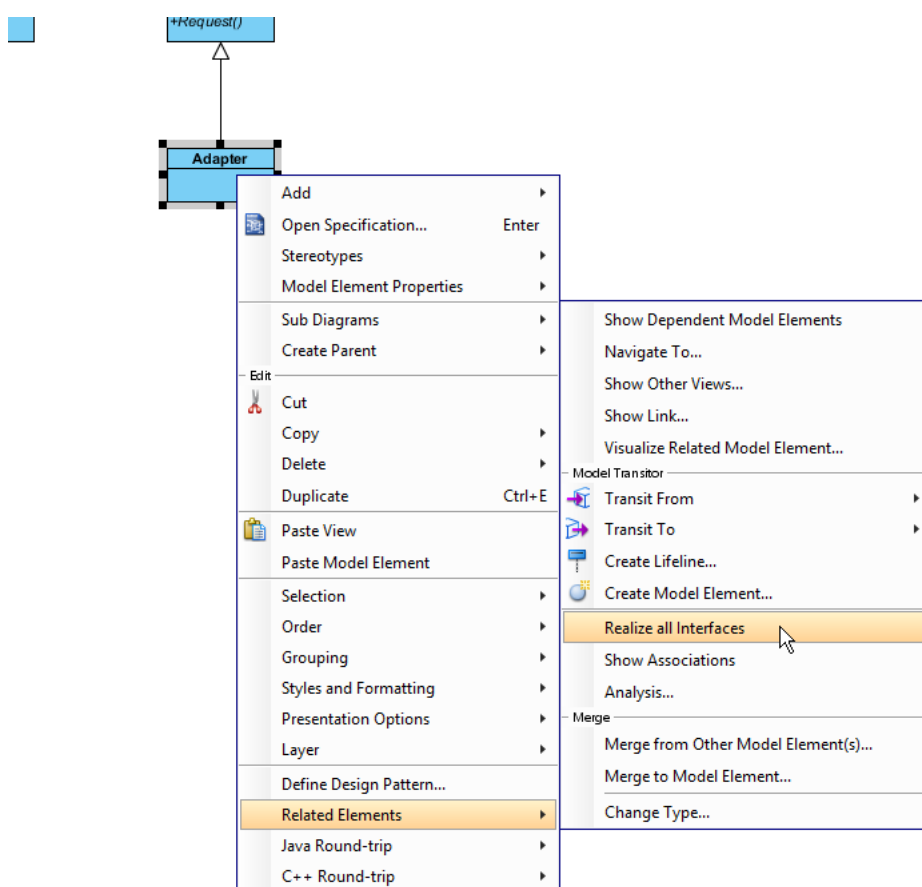 +Request()
Adapter
Add
Open Specification... Enter
Stereotypes
Model Element Properties
Sub Diagrams
Create Parent
Edit
Cut
Copy
Delete
Duplicate Ctrl+E
Paste View
Paste Model Element
Selection
Order
Grouping
Styles and Formatting
Presentation Options
Layer
Define Design Pattern...
Related Elements
Java Round-trip
C++ Round-trip
Show Dependent Model Elements
Navigate To...
Show Other Views...
Show Link...
Visualize Related Model Element...
Model Transitor
Transit From
Transit To
Create Lifeline...
Create Model Element...
Realize all Interfaces
Show Associations
Analysis...
Merge
Merge from Other Model Element(s)...
Merge to Model Element...
Change Type...